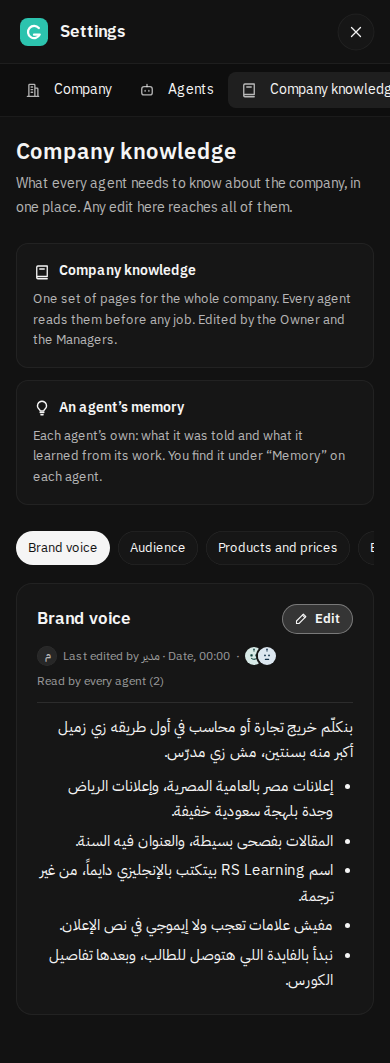 Settings
Company
Agents
Company knowledg
Company knowledge
What every agent needs to know about the company, in
one place. Any edit here reaches all of them.
Company knowledge
One set of pages for the whole company. Every agent
reads them before any job. Edited by the Owner and
the Managers.
An agent’s memory
Each agent’s own: what it was told and what it
learned from its work. You find it under “Memory” on
each agent.
Brand voice
Audience
Products and prices
Brand voice
Edit
م
Last edited by مدير · Date, 00:00 ·
Read by every agent (2)
بنكلّم خريج تجارة أو محاسب في أول طريقه زي زميل
أكبر منه بسنتين، مش زي مدرّس.
• إعلانات مصر بالعامية المصرية، وإعلانات الرياض
وجدة بلهجة سعودية خفيفة.
• المقالات بفصحى بسيطة، والعنوان فيه السنة.
• اسم RS Learning بيتكتب بالإنجليزي دايماً، من غير
ترجمة.
• مفيش علامات تعجب ولا إيموجي في نص الإعلان.
• نبدأ بالفايدة اللي هتوصل للطالب، وبعدها تفاصيل
الكورس.